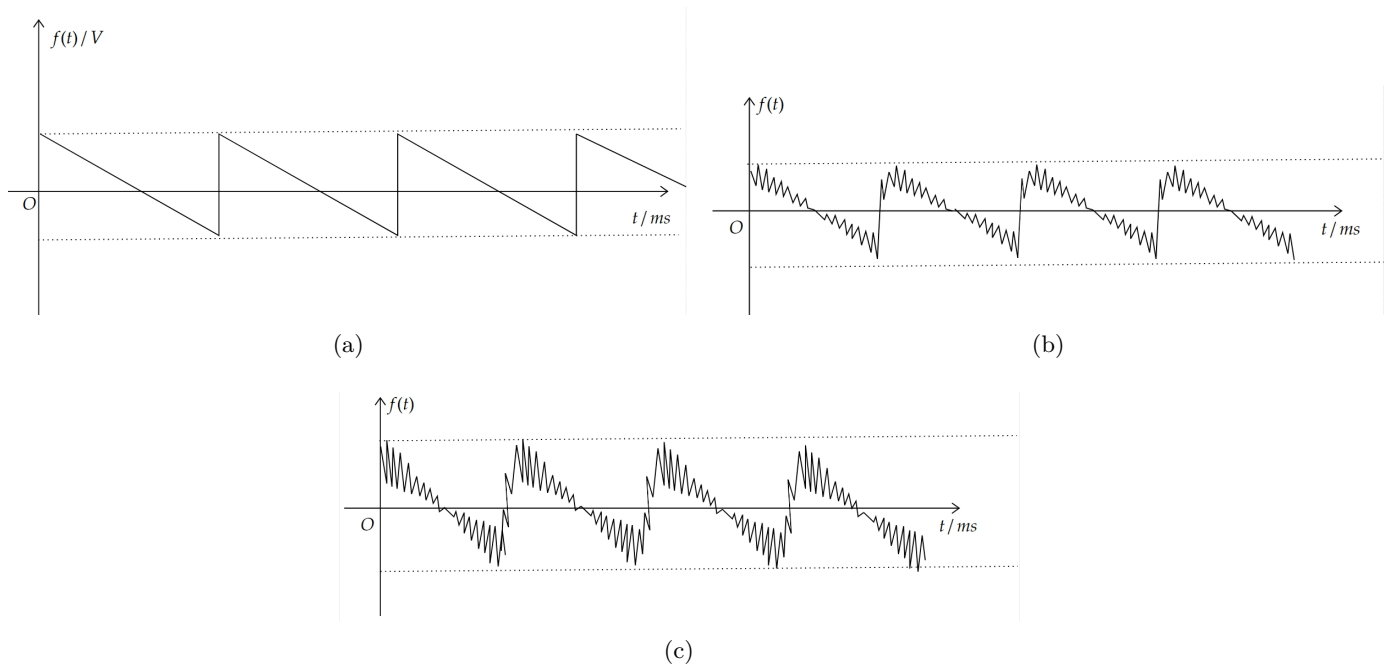 f(t) / V
O
t / ms
(a)
f(t)
O
t / ms
(b)
f(t)
O
t / ms
(c)